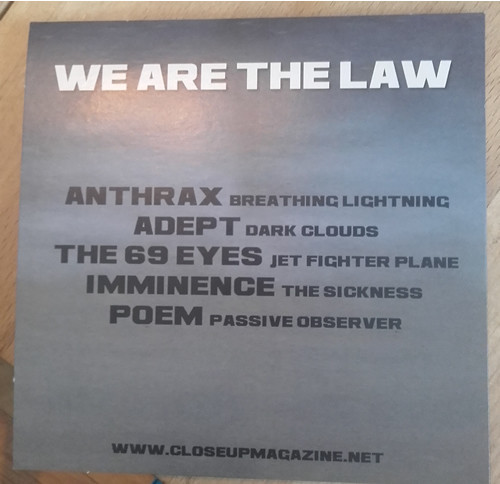 WE ARE THE LAW
ANTHRAX BREATHING LIGHTNING
ADEPT DARK CLOUDS
THE 69 EYES JET FIGHTER PLANE
IMMINENCE THE SICKNESS
POEM PASSIVE OBSERVER
WWW.CLOSEUPMAGAZINE.NET